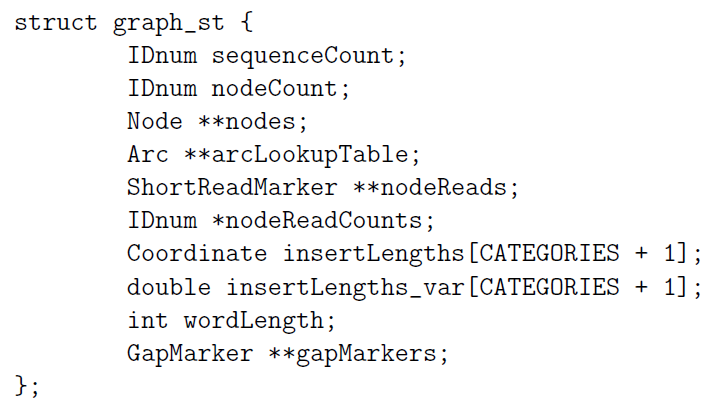 struct graph_st {
        IDnum sequenceCount;
        IDnum nodeCount;
        Node **nodes;
        Arc **arcLookupTable;
        ShortReadMarker **nodeReads;
        IDnum *nodeReadCounts;
        Coordinate insertLengths[CATEGORIES + 1];
        double insertLengths_var[CATEGORIES + 1];
        int wordLength;
        GapMarker **gapMarkers;
};